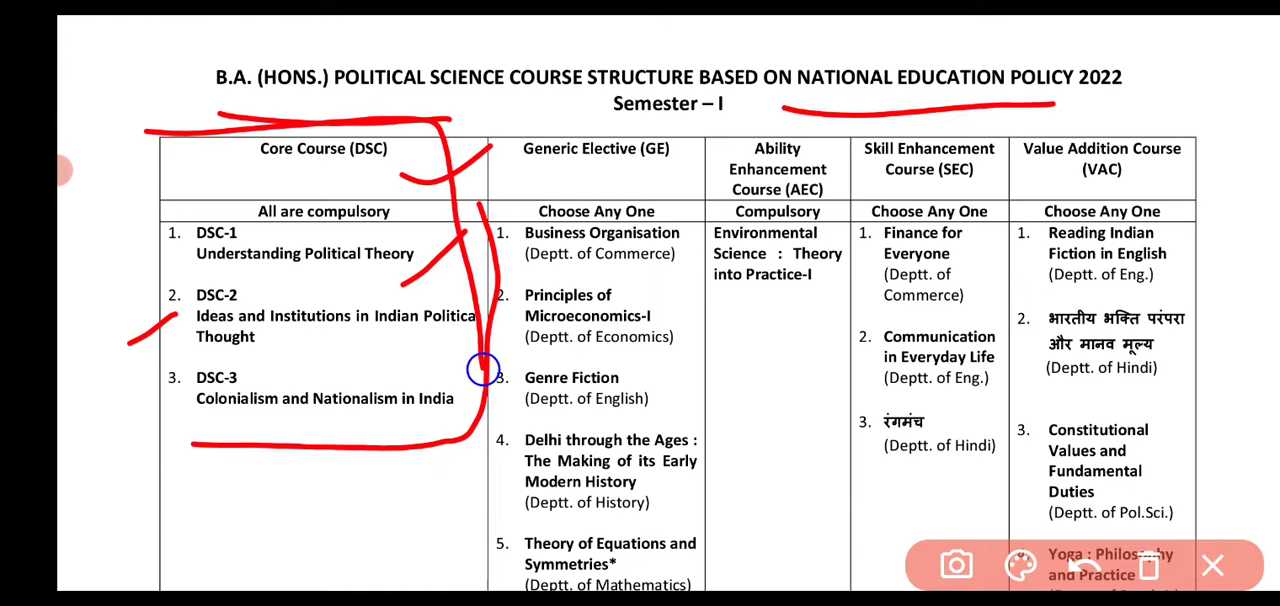 B.A. (HONS.) POLITICAL SCIENCE COURSE STRUCTURE BASED ON NATIONAL EDUCATION POLICY 2022
Semester – I
Core Course (DSC)
All are compulsory
1. DSC-1
Understanding Political Theory
2. DSC-2
Ideas and Institutions in Indian Politica
Thought
3. DSC-3
Colonialism and Nationalism in India
Generic Elective (GE)
Choose Any One
1. Business Organisation
(Deptt. of Commerce)
2. Principles of
Microeconomics-I
(Deptt. of Economics)
3. Genre Fiction
(Deptt. of English)
4. Delhi through the Ages :
The Making of its Early
Modern History
(Deptt. of History)
5. Theory of Equations and
Symmetries*
(Deptt. of Mathematics)
Ability
Enhancement
Course (AEC)
Compulsory
Environmental
Science : Theory
into Practice-I
Skill Enhancement
Course (SEC)
Choose Any One
1. Finance for
Everyone
(Deptt. of
Commerce)
2. Communication
in Everyday Life
(Deptt. of Eng.)
3. रंगमंच
(Deptt. of Hindi)
Value Addition Course
(VAC)
Choose Any One
1. Reading Indian
Fiction in English
(Deptt. of Eng.)
2. भारतीय भक्ति परंपरा
और मानव मूल्य
(Deptt. of Hindi)
3. Constitutional
Values and
Fundamental
Duties
(Deptt. of Pol.Sci.)
4. Yoga : Philosophy
and Practice